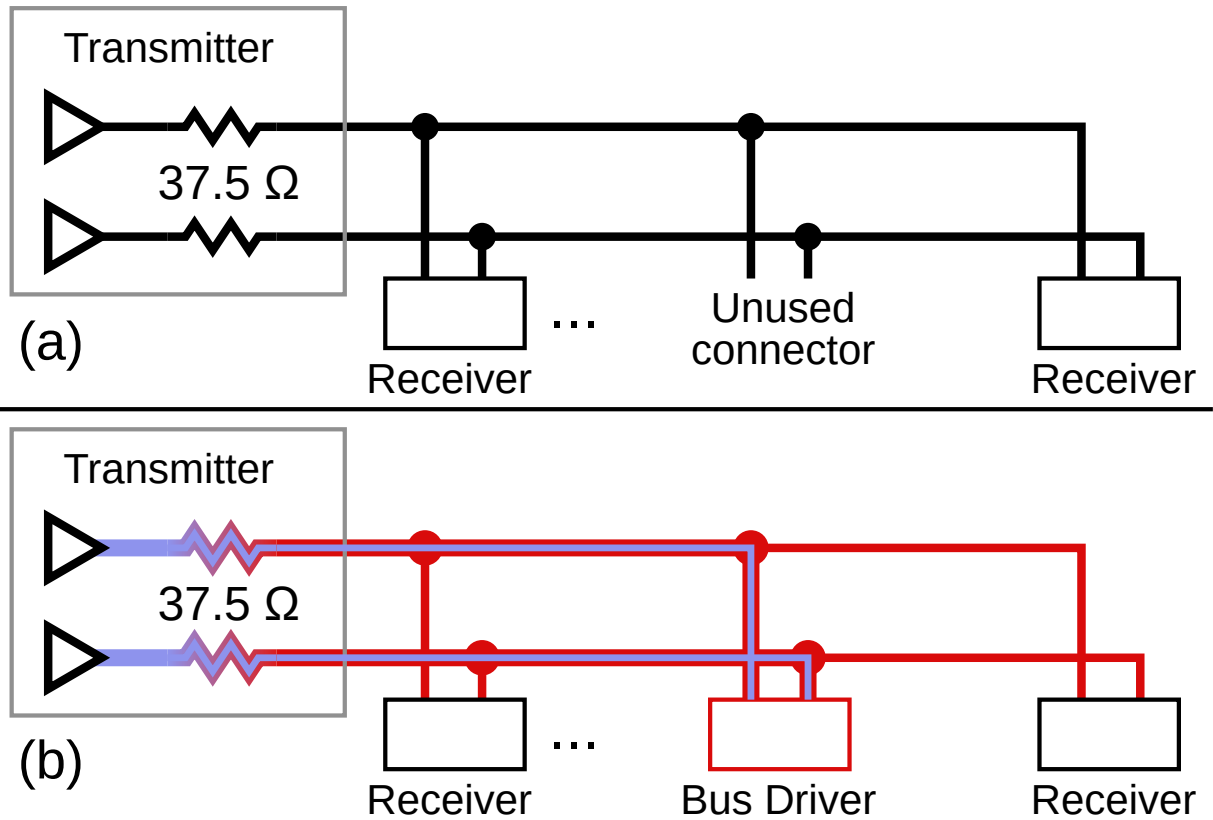 Transmitter
37.5 Ω
(a)
Receiver
...
Unused
connector
Receiver
Transmitter
37.5 Ω
(b)
Receiver
...
Bus Driver
Receiver